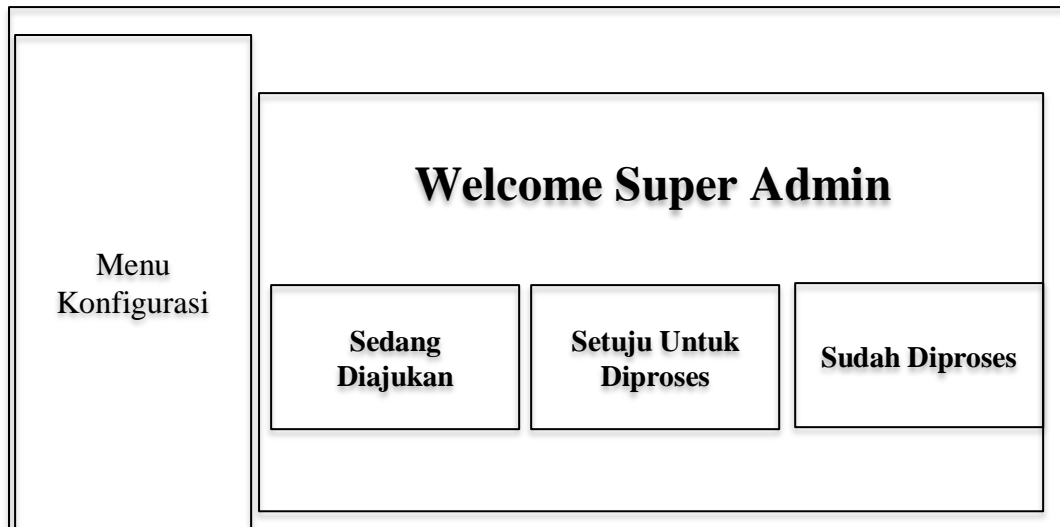 Welcome Super Admin
Menu
Konfigurasi
Sedang
Diajukan
Setuju Untuk
Diproses
Sudah Diproses